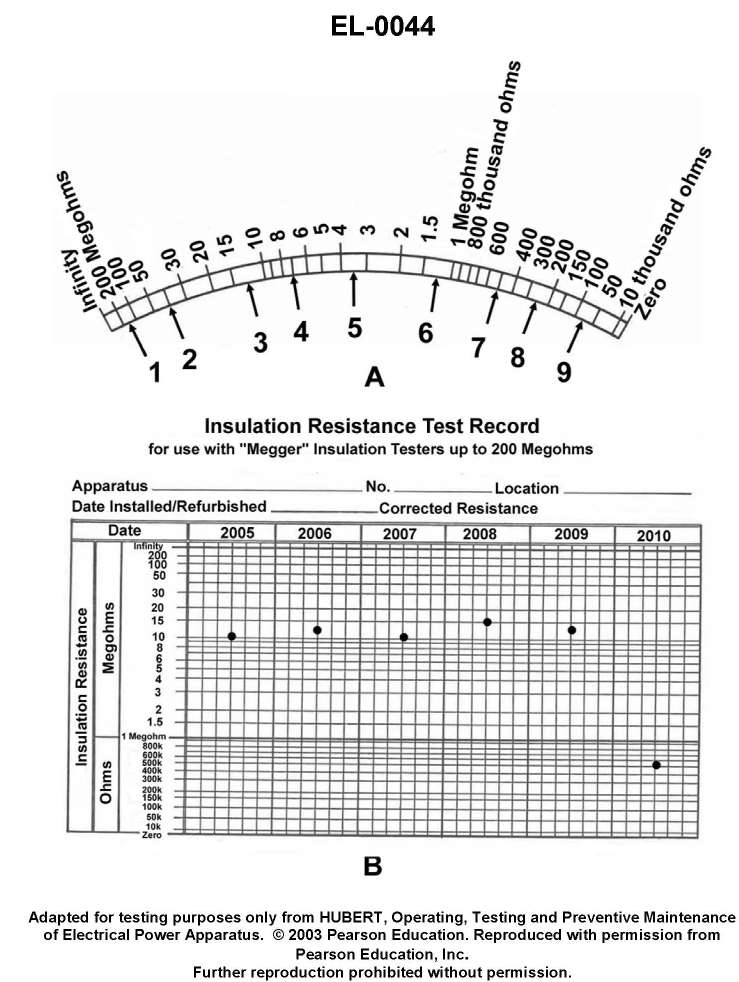 EL-0044
Infinity
200 Megohms
100
50
30
20
15
10
8
6
5
4
3
2
1.5
1 Megohm
800 thousand ohms
600
400
300
200
150
100
50
10 thousand ohms
Zero
1
2
3
4
5
6
7
8
9
A
Insulation Resistance Test Record
for use with "Megger" Insulation Testers up to 200 Megohms
Apparatus No. Location
Date Installed/Refurbished Corrected Resistance
Date 2005 2006 2007 2008 2009 2010
Insulation Resistance
Megohms
Infinity
200
100
50
30
20
15
10
8
6
5
4
3
2
1.5
1 Megohm
Ohms
800k
600k
500k
400k
300k
200k
150k
100k
50k
10k
Zero
B
Adapted for testing purposes only from HUBERT, Operating, Testing and Preventive Maintenance
of Electrical Power Apparatus. © 2003 Pearson Education. Reproduced with permission from
Pearson Education, Inc.
Further reproduction prohibited without permission.